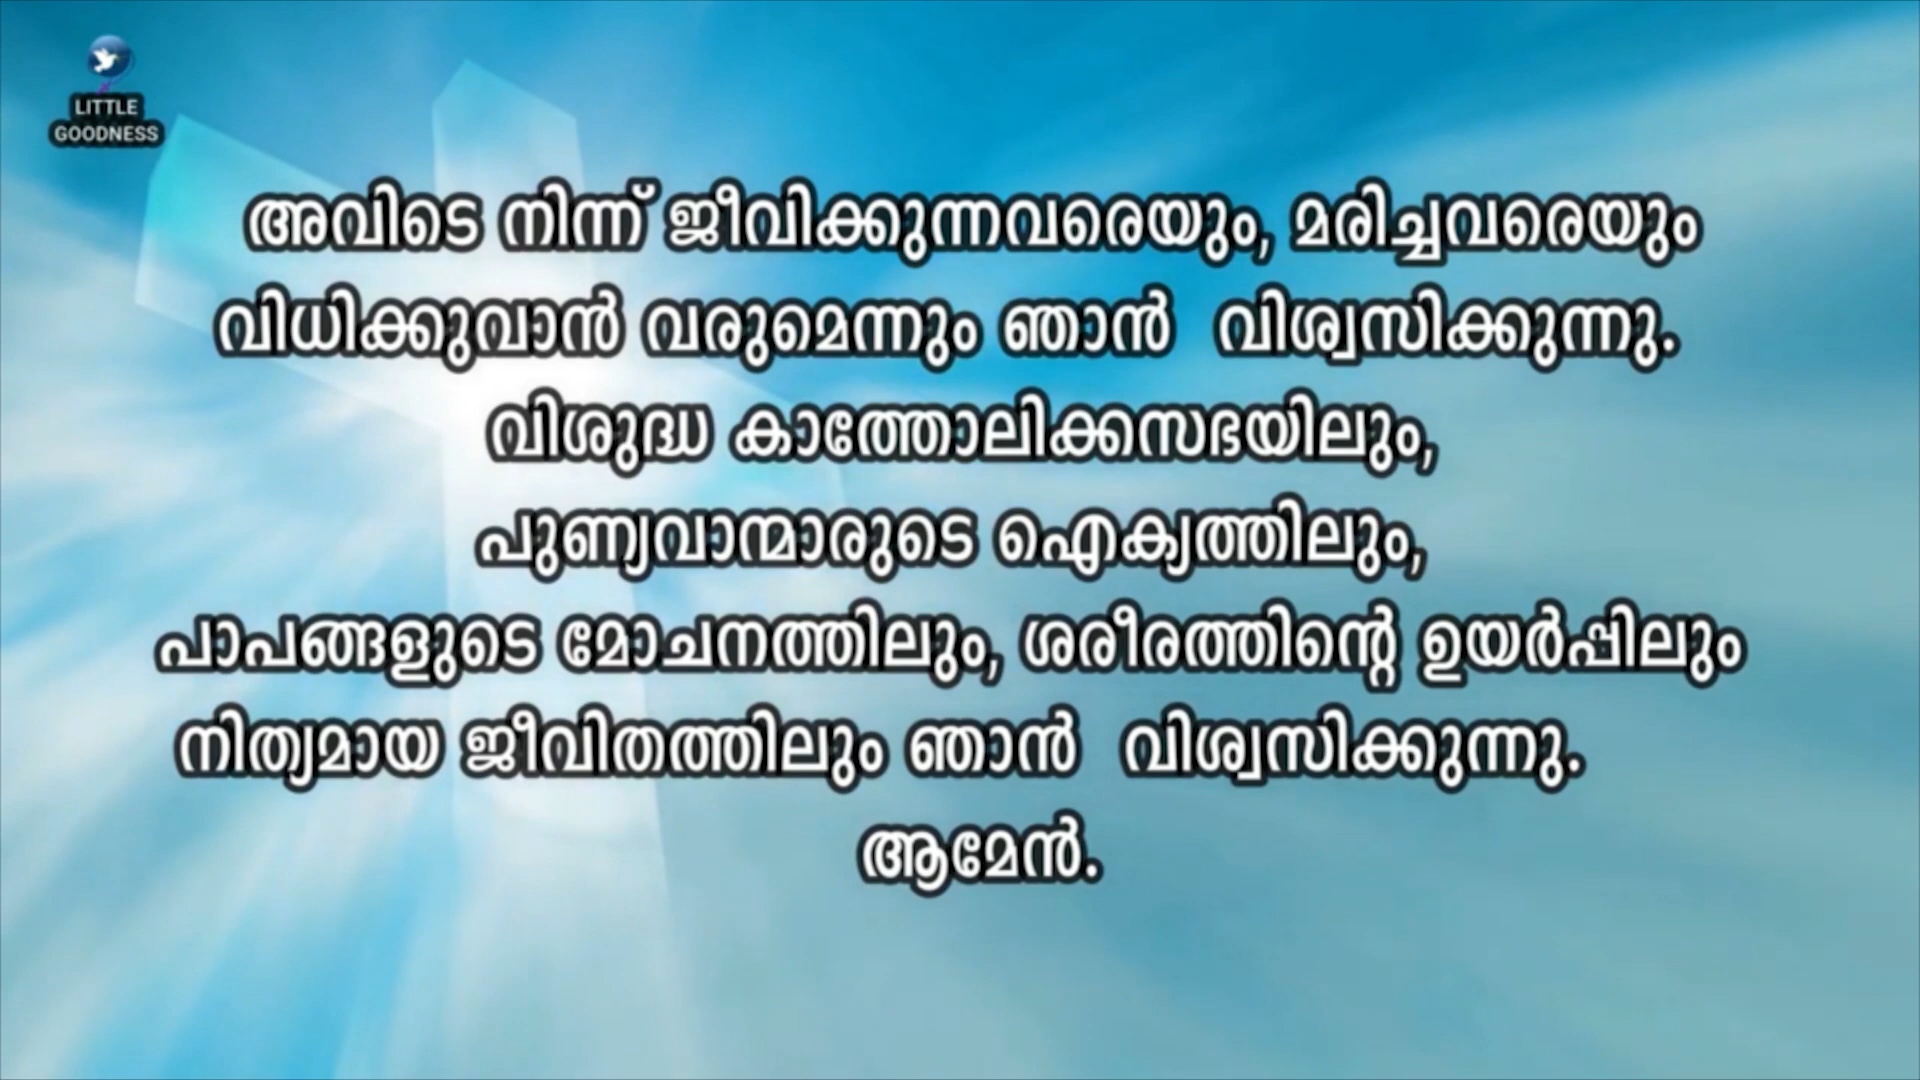 LITTLE
GOODNESS
അവിടെ നിന്ന് ജീവിക്കുന്നവരെയും, മരിച്ചവരെയും
വിധിക്കുവാൻ വരുമെന്നും ഞാൻ വിശ്വസിക്കുന്നു.
വിശുദ്ധ കാത്തോലിക്കസഭയിലും,
പുണ്യവാന്മാരുടെ ഐക്യത്തിലും,
പാപങ്ങളുടെ മോചനത്തിലും, ശരീരത്തിന്റെ ഉയർപ്പിലും
നിത്യമായ ജീവിതത്തിലും ഞാൻ വിശ്വസിക്കുന്നു.
ആമേൻ.